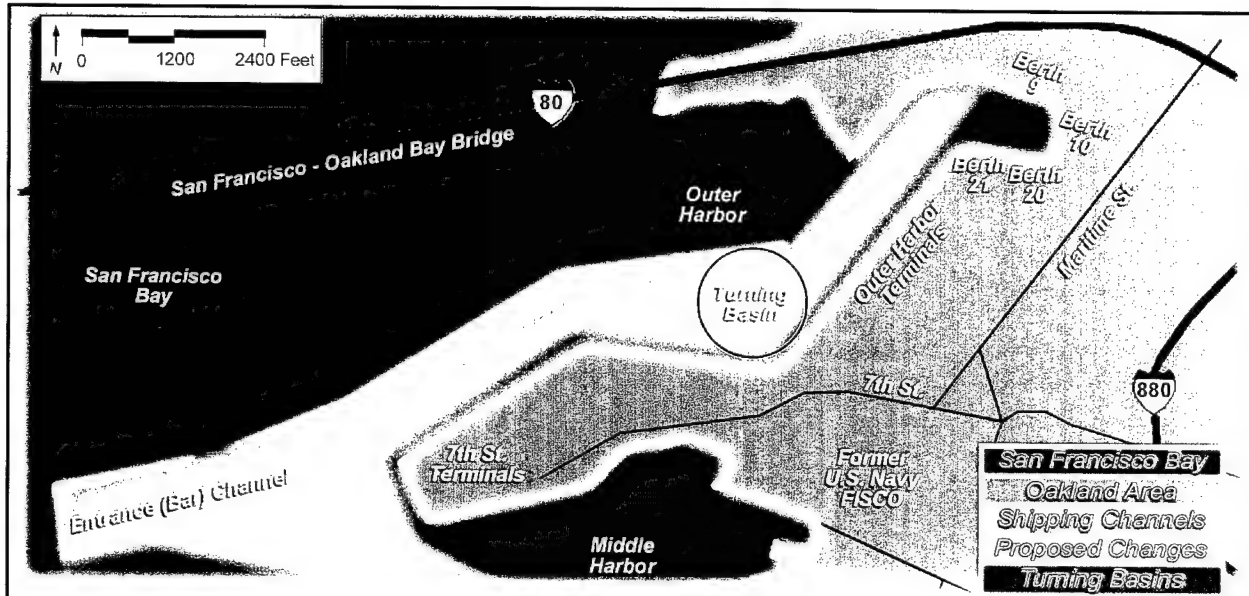 N
0 1200 2400 Feet
80
San Francisco - Oakland Bay Bridge
Berth
9
Berth
10
Berth
21
Berth
20
Outer
Harbor
Outer Harbor
Terminals
Maritime St.
San Francisco
Bay
Turning
Basin
7th St.
880
7th St.
Terminals
Former
U.S. Navy
FISCO
Entrance (Bar) Channel
Middle
Harbor
San Francisco Bay
Oakland Area
Shipping Channels
Proposed Changes
Turning Basins